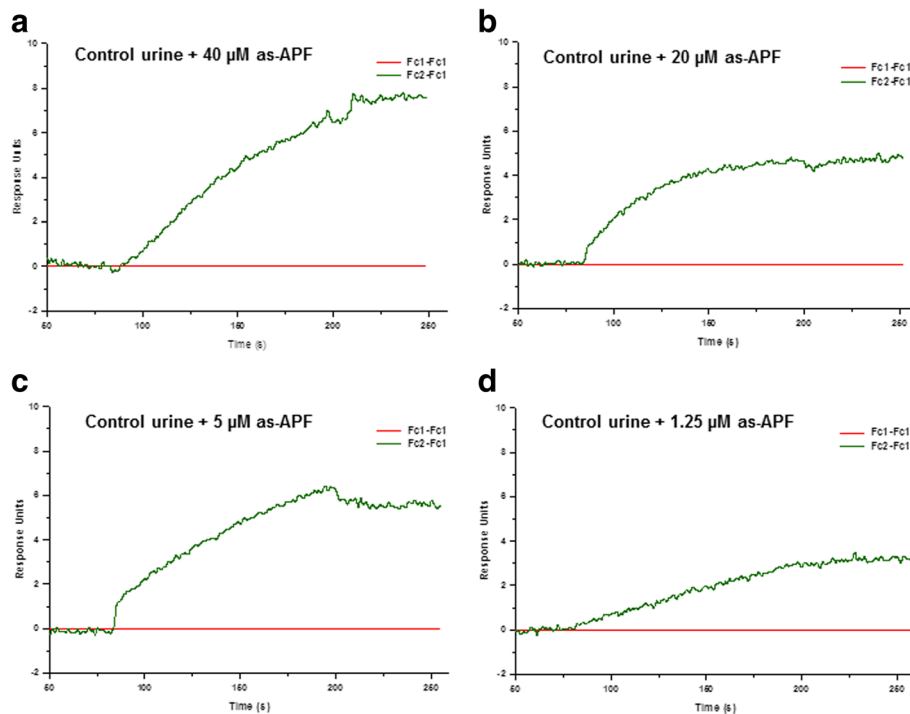 a
Control urine + 40 µM as-APF
Fc1-Fc1
Fc2-Fc1
Response Units
10
8
6
4
2
0
-2
50
100
150
200
250
Time (s)
b
Control urine + 20 µM as-APF
Fc1-Fc1
Fc2-Fc1
Response Units
10
8
6
4
2
0
-2
50
100
150
200
250
Time (s)
c
Control urine + 5 µM as-APF
Fc1-Fc1
Fc2-Fc1
Response Units
10
8
6
4
2
0
-2
50
100
150
200
250
Time (s)
d
Control urine + 1.25 µM as-APF
Fc1-Fc1
Fc2-Fc1
Response Units
10
8
6
4
2
0
-2
50
100
150
200
250
Time (s)